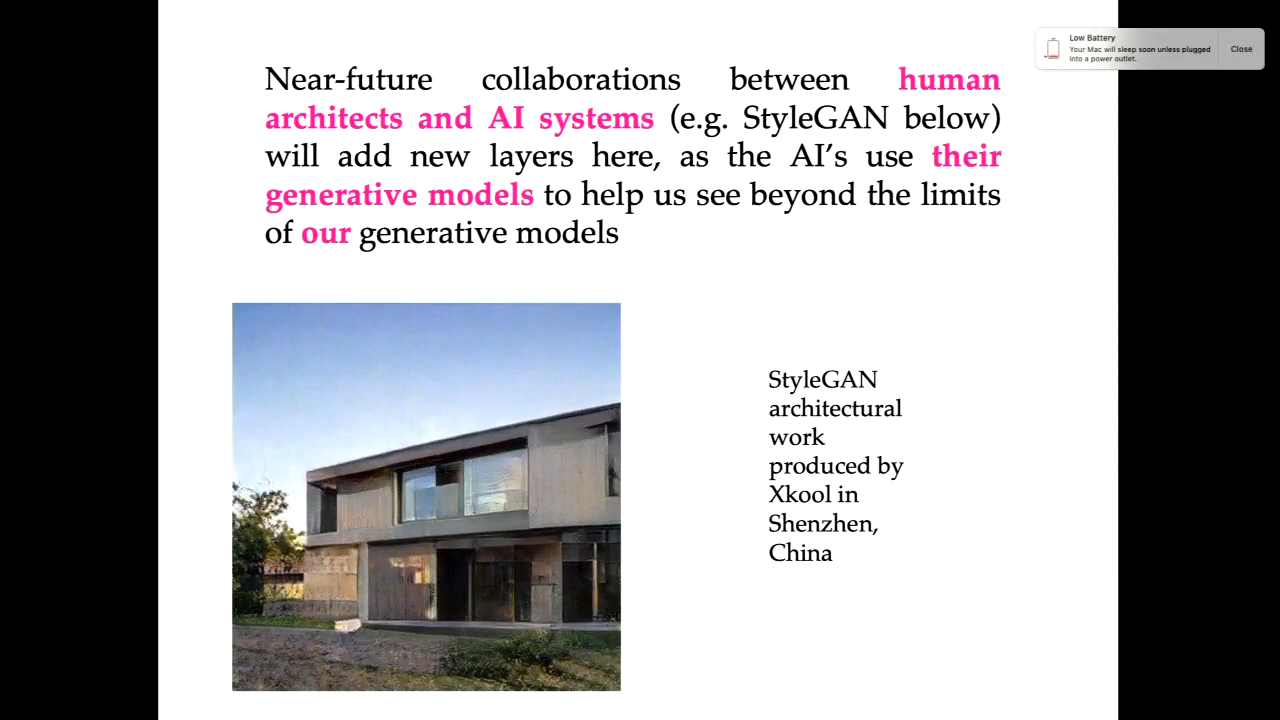 Low Battery
Your Mac will sleep soon unless plugged
into a power outlet.
Close
Near-future collaborations between human
architects and AI systems (e.g. StyleGAN below)
will add new layers here, as the AI’s use their
generative models to help us see beyond the limits
of our generative models
StyleGAN
architectural
work
produced by
Xkool in
Shenzhen,
China